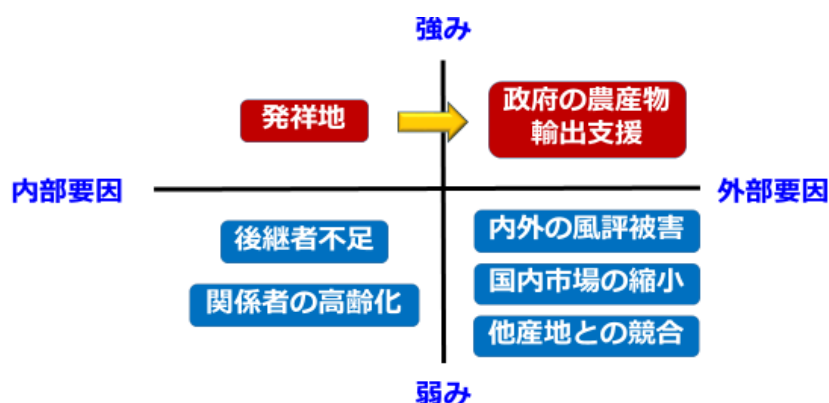 強み
発祥地
政府の農産物
輸出支援
内部要因
外部要因
後継者不足
内外の風評被害
関係者の高齢化
国内市場の縮小
他産地との競合
弱み